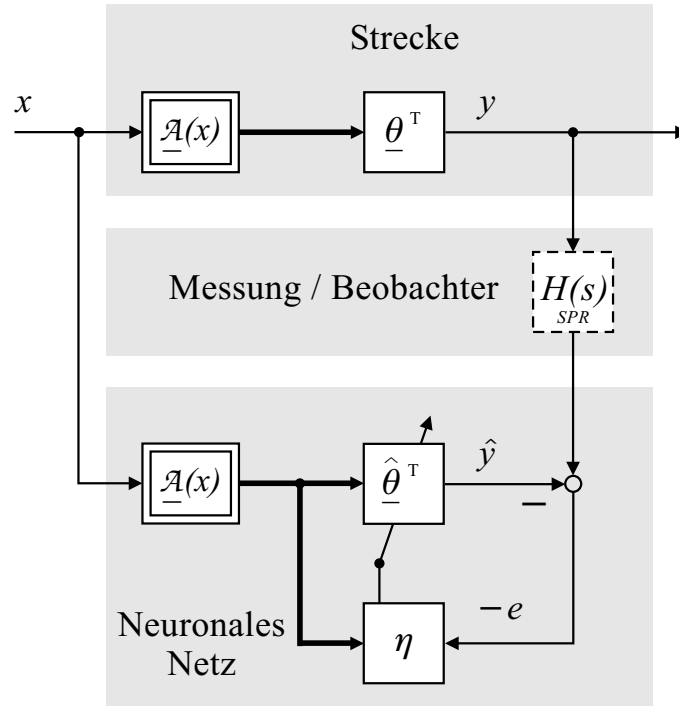 Strecke
x
𝒜(x)
θ T
y
Messung / Beobachter
H(s)
SPR
𝒜(x)
θ̂ T
ŷ
−
Neuronales
Netz
η
− e